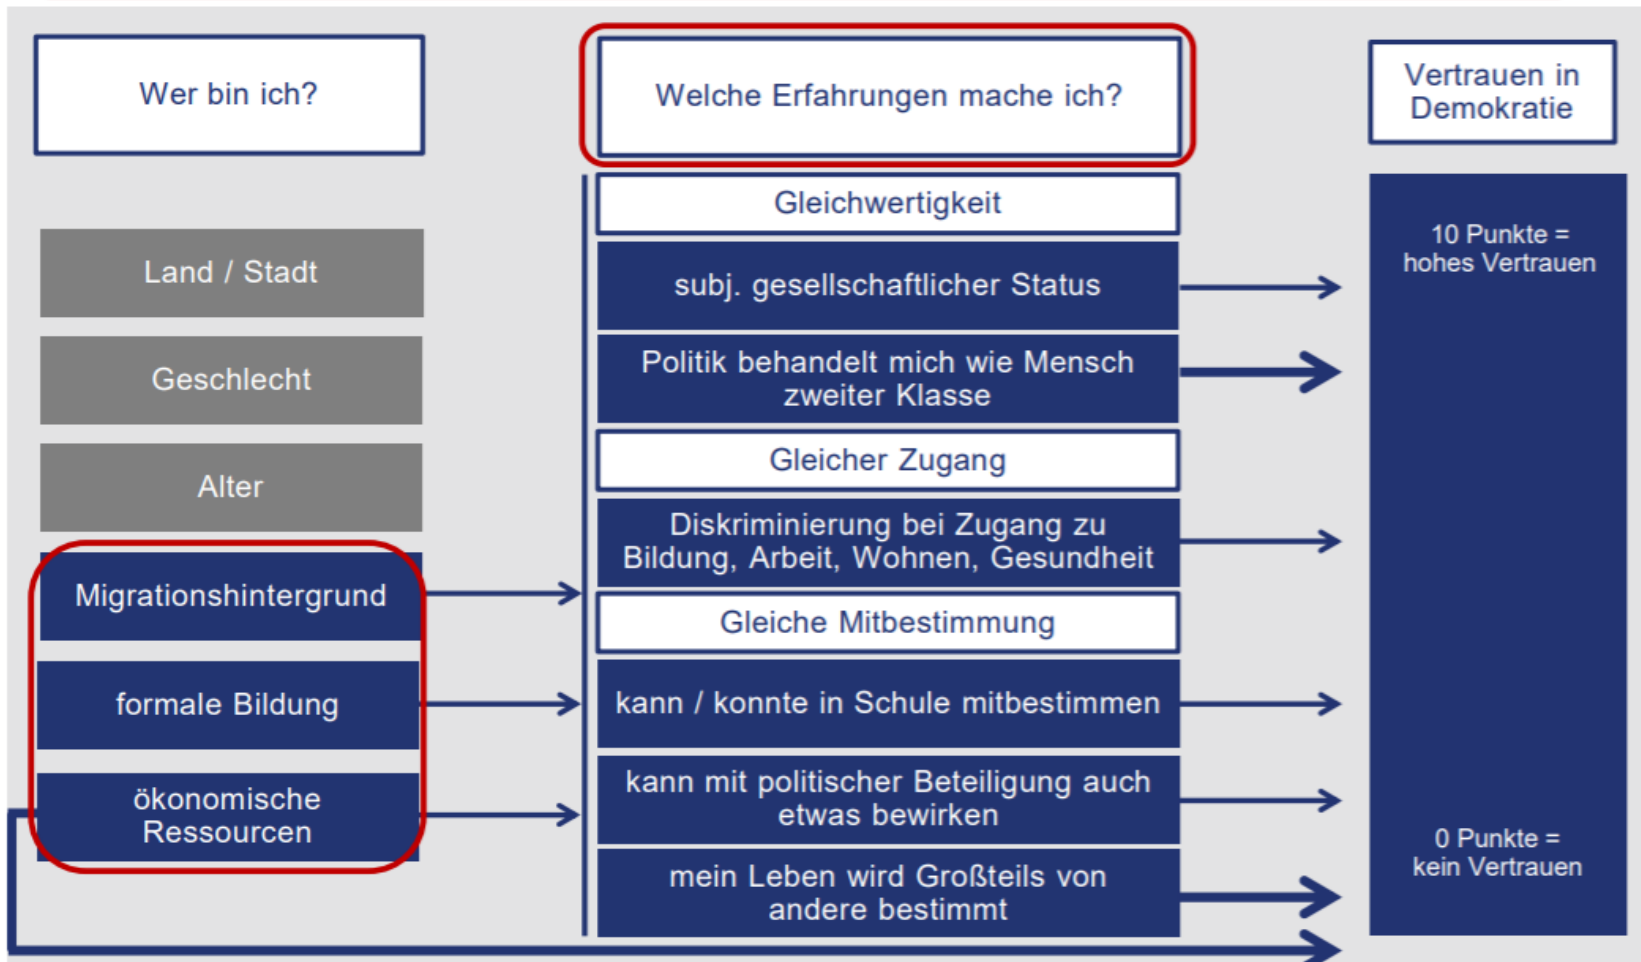 Wer bin ich?
Land / Stadt
Geschlecht
Alter
Migrationshintergrund
formale Bildung
ökonomische
Ressourcen
Welche Erfahrungen mache ich?
Gleichwertigkeit
subj. gesellschaftlicher Status
Politik behandelt mich wie Mensch
zweiter Klasse
Gleicher Zugang
Diskriminierung bei Zugang zu
Bildung, Arbeit, Wohnen, Gesundheit
Gleiche Mitbestimmung
kann / konnte in Schule mitbestimmen
kann mit politischer Beteiligung auch
etwas bewirken
mein Leben wird Großteils von
andere bestimmt
Vertrauen in
Demokratie
10 Punkte =
hohes Vertrauen
0 Punkte =
kein Vertrauen